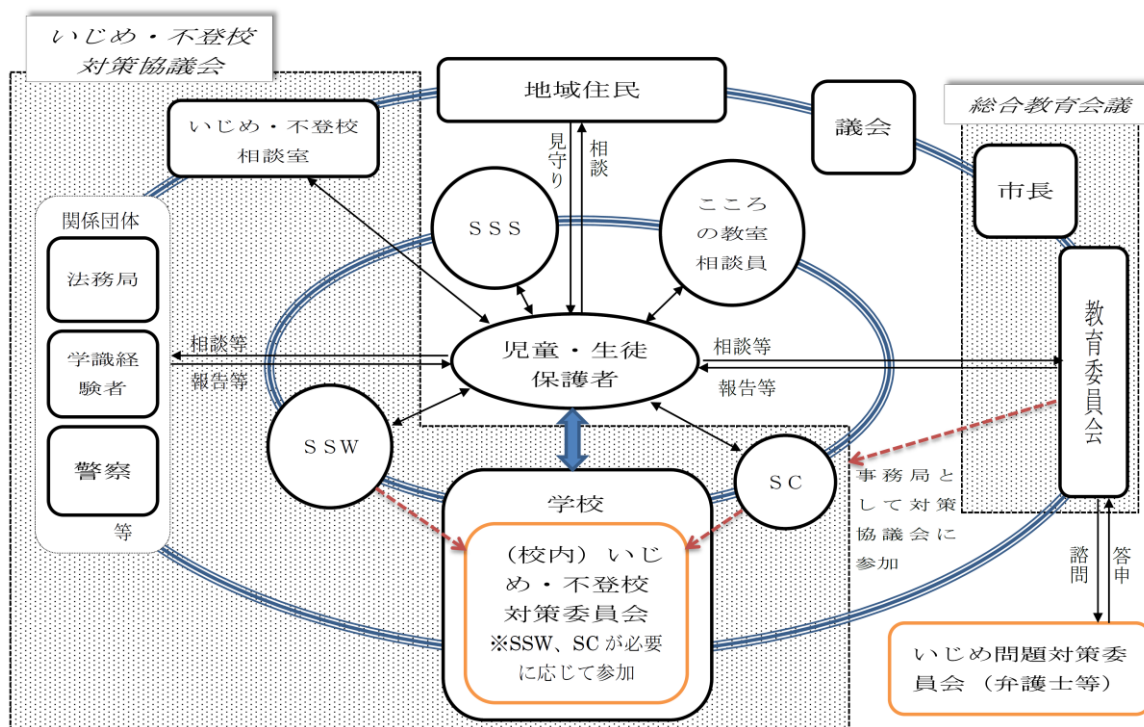 いじめ・不登校
対策協議会
地域住民
議会
総合教育会議
市長
いじめ・不登校
相談室
見守り
相談
関係団体
法務局
学識経
験者
警察
等
SSS
こころ
の教室
相談員
児童・生徒
保護者
相談等
報告等
相談等
報告等
教育委員会
SSW
SC
学校
(校内)いじ
め・不登校
対策委員会
※SSW、SCが必要
に応じて参加
事務局と
して対策
協議会に
参加
諮問
答申
いじめ問題対策委
員会(弁護士等)